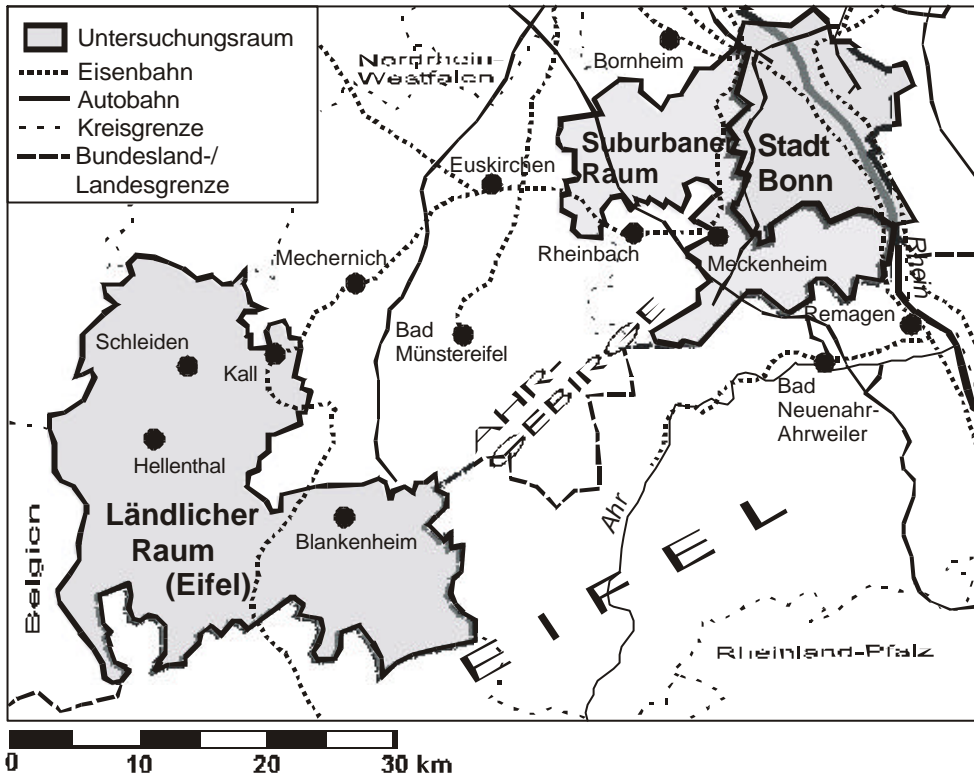 Untersuchungsraum
Eisenbahn
Autobahn
Kreisgrenze
Bundesland-/
Landesgrenze
Nordrhein-
Westfalen
Bornheim
Suburbaner
Raum
Stadt
Bonn
Euskirchen
Rheinbach
Meckenheim
Rhein
Mechernich
Remagen
Schleiden
Kall
Bad
Münstereifel
AHR
GEBIRGE
Bad
Neuenahr-
Ahrweiler
Hellenthal
Ländlicher
Raum
(Eifel)
Blankenheim
Ahr
EIFEL
Belgien
Rheinland-Pfalz
0 10 20 30 km